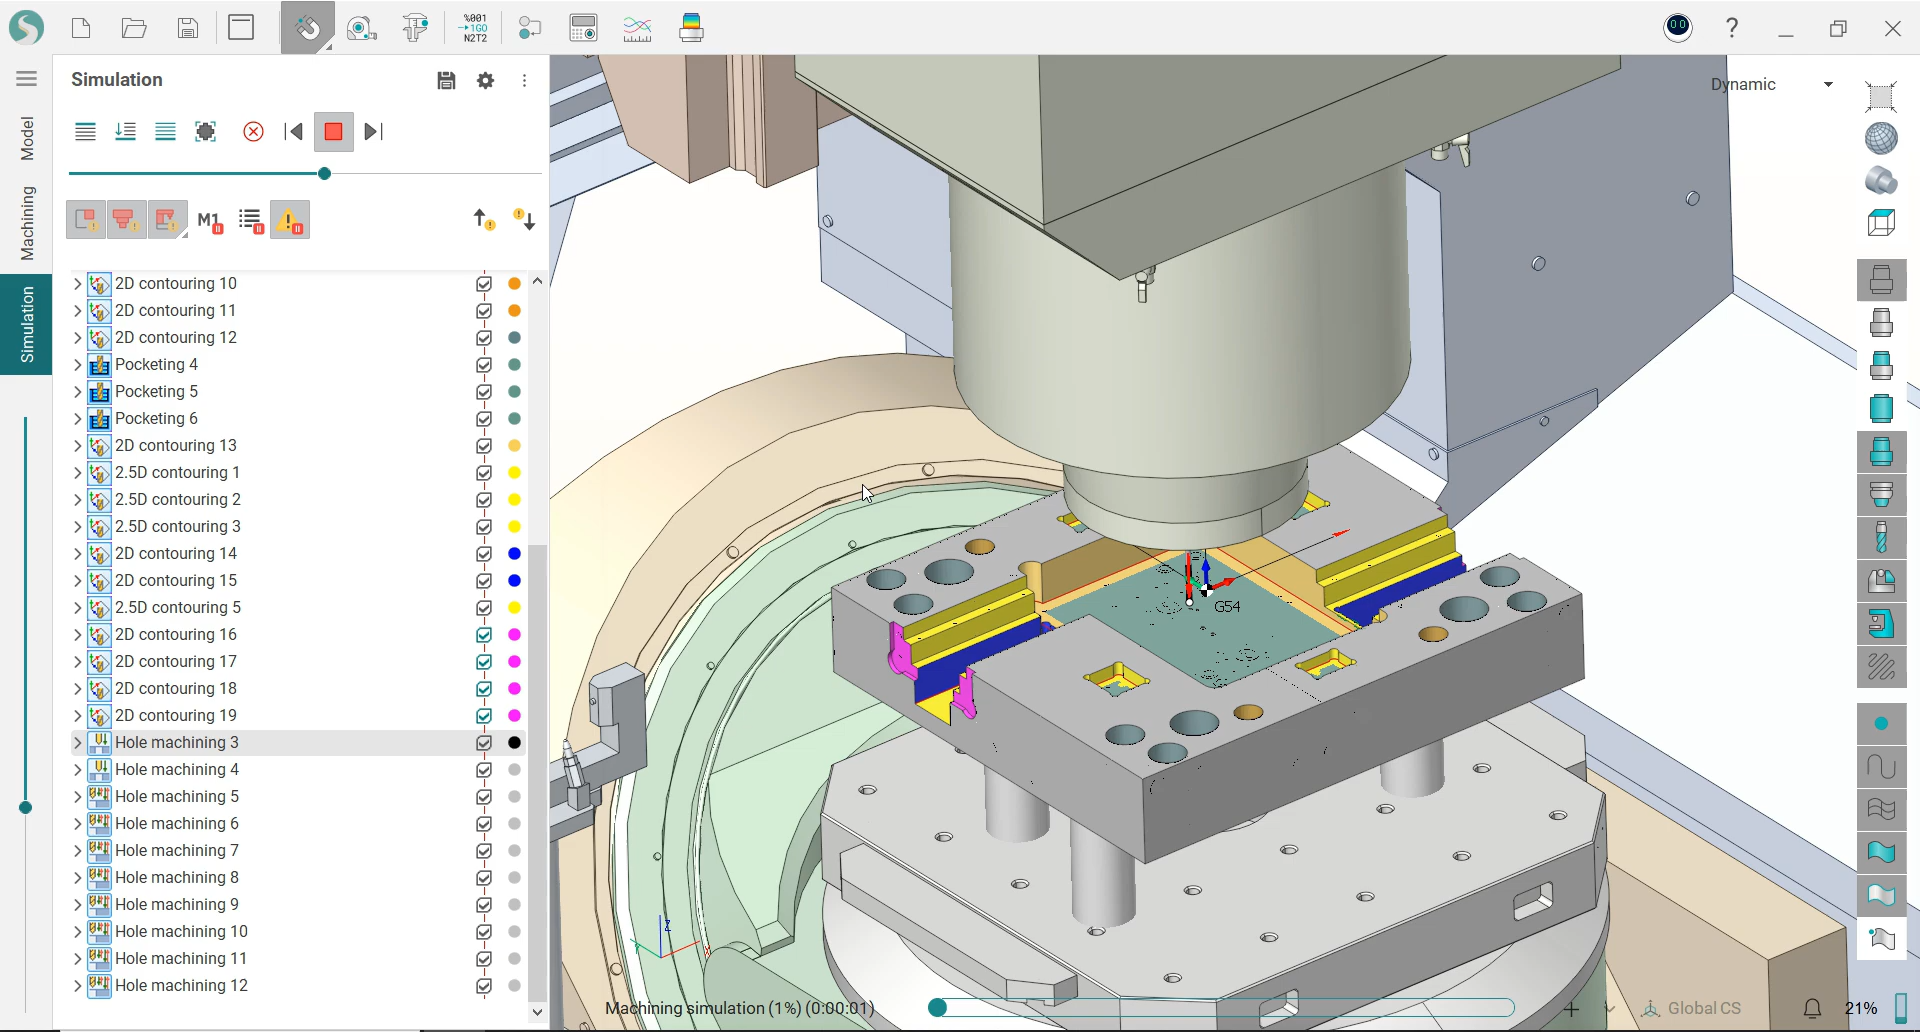 %001
1G0
N2T2
Simulation
Dynamic
Model
Machining
Simulation
M1
2D contouring 10
2D contouring 11
2D contouring 12
Pocketing 4
Pocketing 5
Pocketing 6
2D contouring 13
2.5D contouring 1
2.5D contouring 2
2.5D contouring 3
2D contouring 14
2D contouring 15
2.5D contouring 5
2D contouring 16
2D contouring 17
2D contouring 18
2D contouring 19
Hole machining 3
Hole machining 4
Hole machining 5
Hole machining 6
Hole machining 7
Hole machining 8
Hole machining 9
Hole machining 10
Hole machining 11
Hole machining 12
G54
Z
Y
X
Machining simulation (1%) (0:00:01)
Global CS
21%